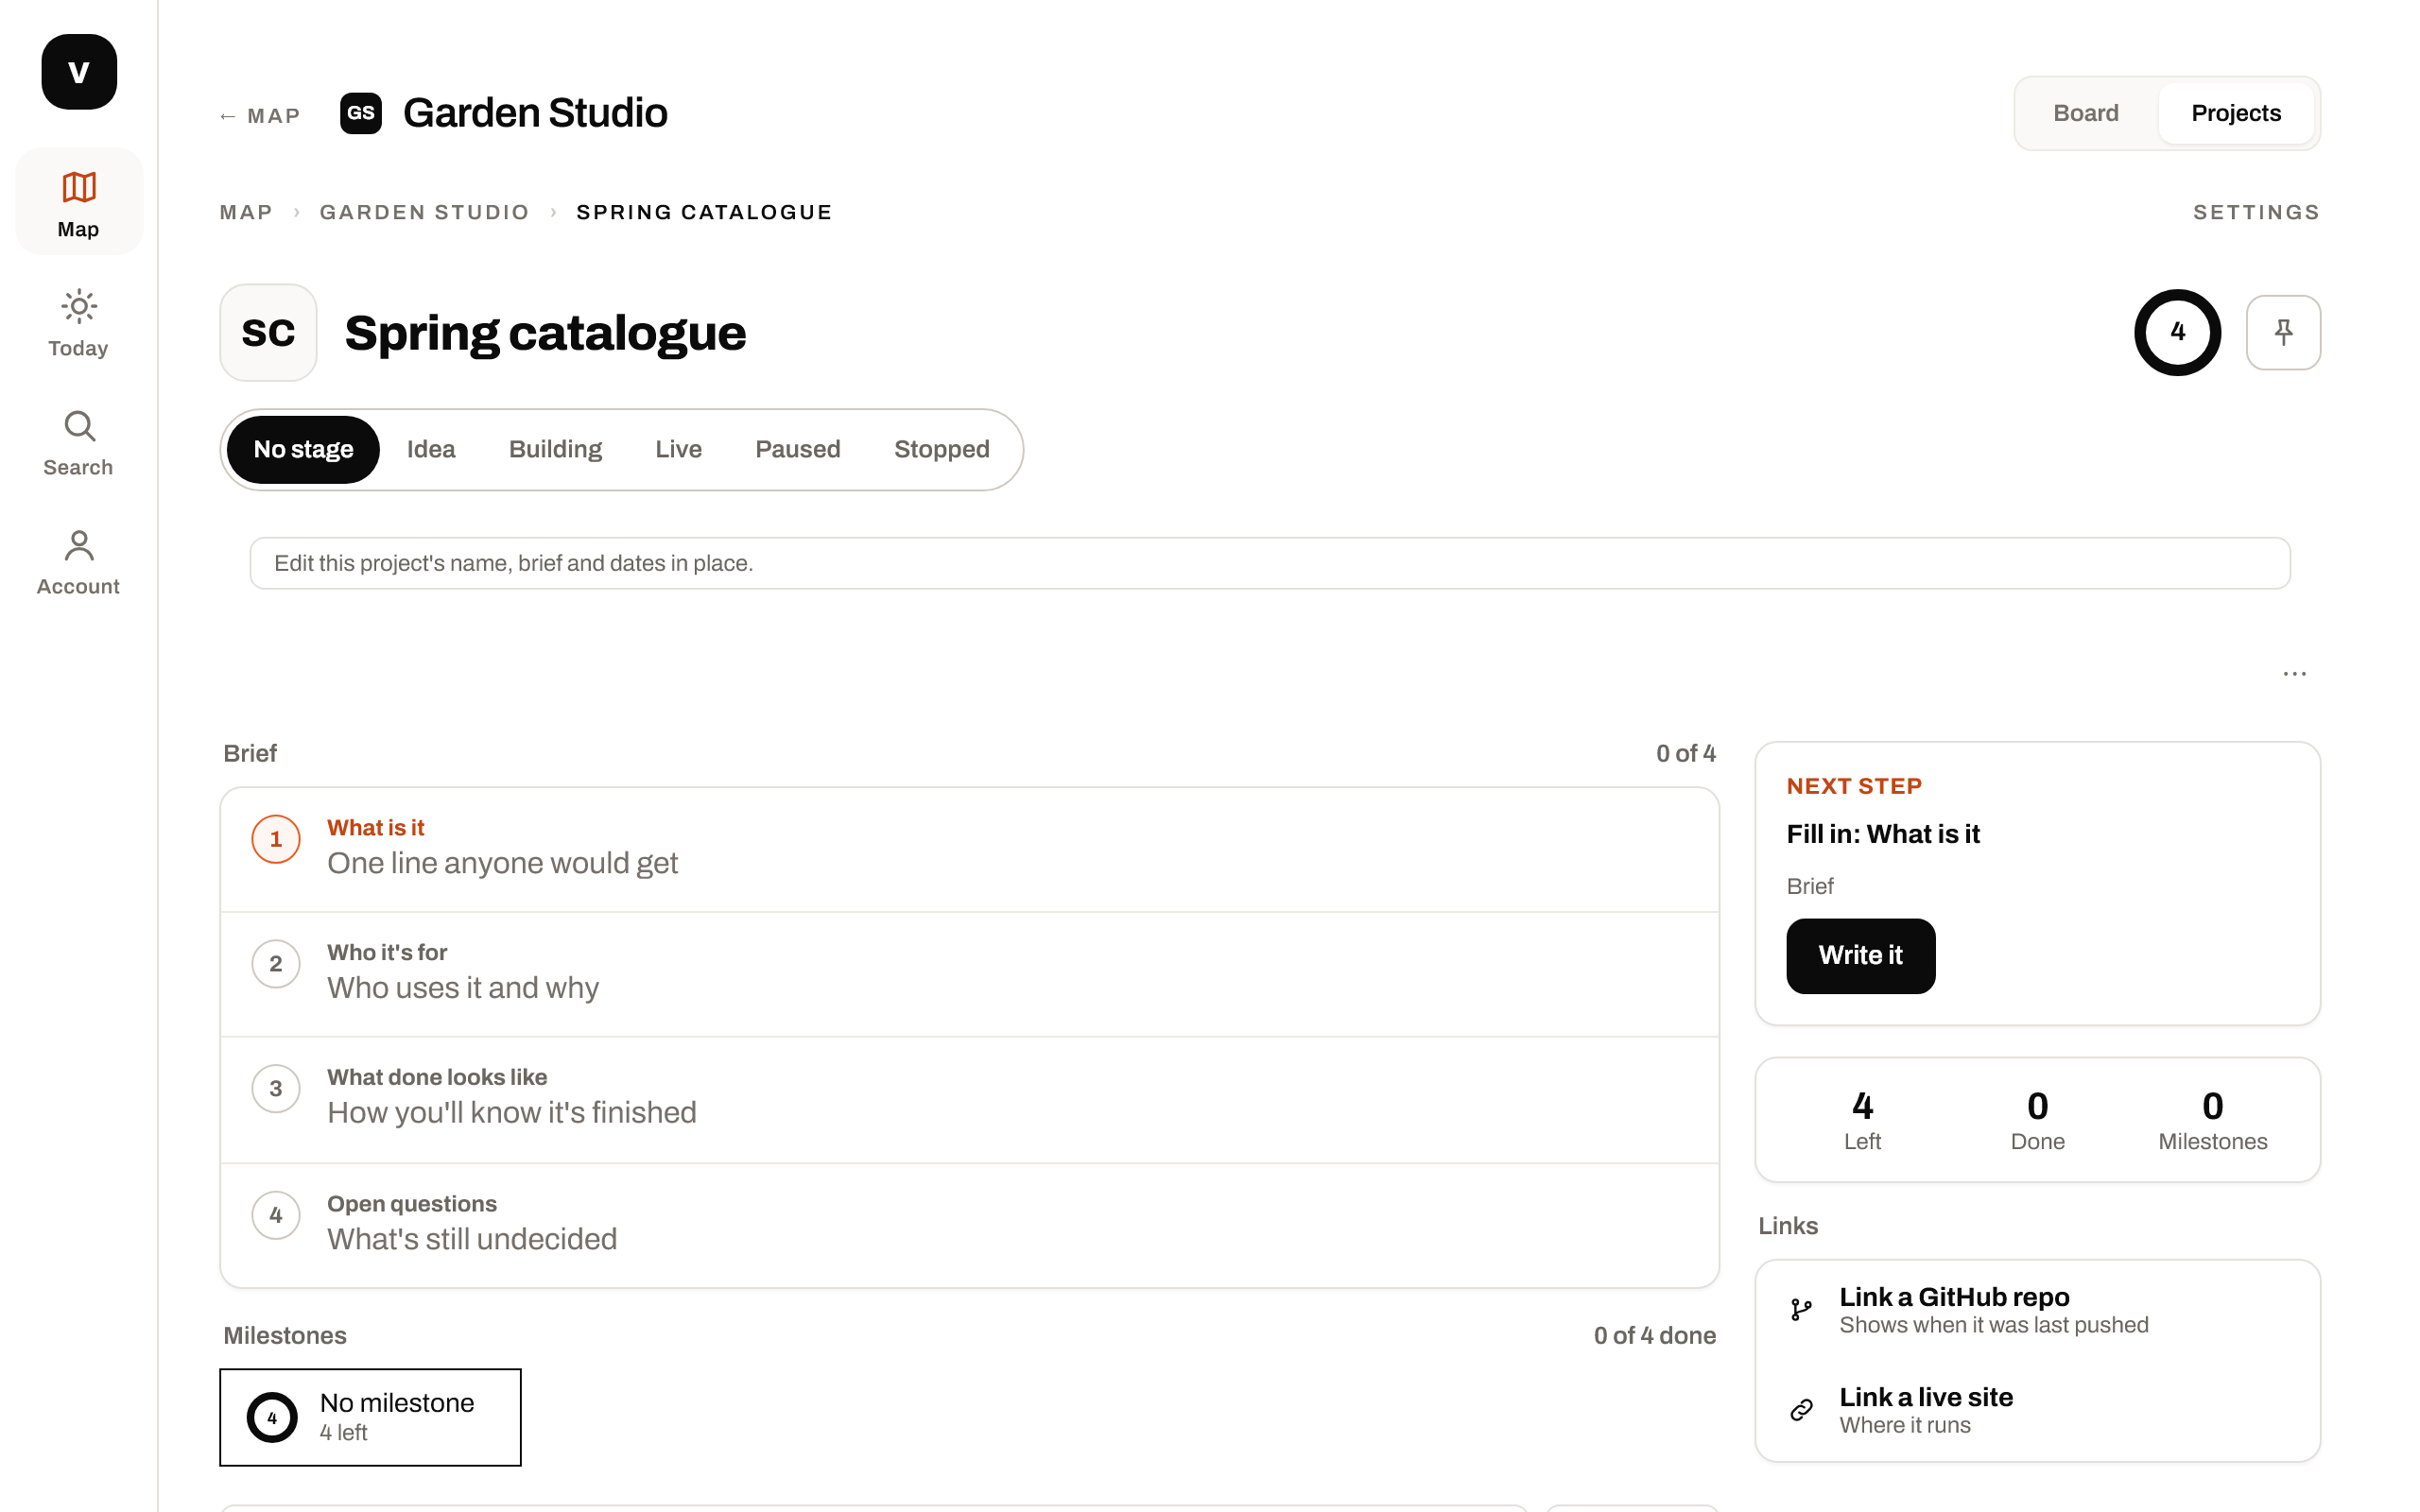 v
Map
Today
Search
Account
← MAP
GS
Garden Studio
Board
Projects
MAP › GARDEN STUDIO › SPRING CATALOGUE
SETTINGS
SC
Spring catalogue
4
No stage
Idea
Building
Live
Paused
Stopped
Edit this project's name, brief and dates in place.
...
Brief
0 of 4
1
What is it
One line anyone would get
2
Who it's for
Who uses it and why
3
What done looks like
How you'll know it's finished
4
Open questions
What's still undecided
Milestones
0 of 4 done
4
No milestone
4 left
NEXT STEP
Fill in: What is it
Brief
Write it
4
Left
0
Done
0
Milestones
Links
Link a GitHub repo
Shows when it was last pushed
Link a live site
Where it runs